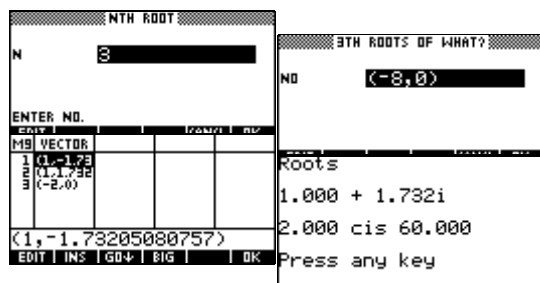 NTH ROOT
N 3
ENTER NO.
EDIT CANCL OK
M9 VECTOR
1 (1,-1.73
2 (1,1.732
3 (-2,0)
(1,-1.73205080757)
EDIT INS GO↓ BIG OK
3TH ROOTS OF WHAT?
NO (-8,0)
Roots
1.000 + 1.732i
2.000 cis 60.000
Press any key